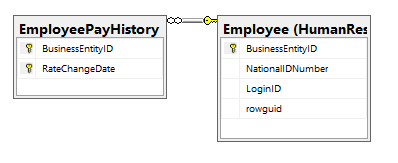 EmployeePayHistory
BusinessEntityID
RateChangeDate
Employee (HumanRes
BusinessEntityID
NationalIDNumber
LoginID
rowguid